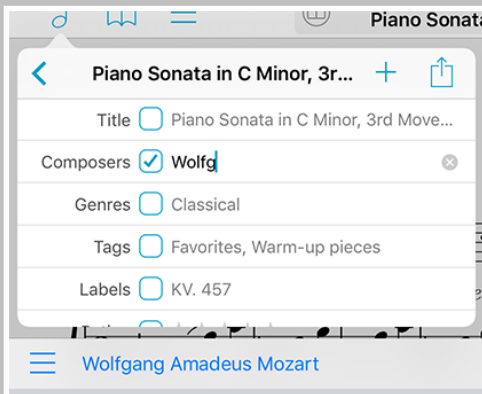 Piano Sonata
Piano Sonata in C Minor, 3r...
Title Piano Sonata in C Minor, 3rd Move...
Composers Wolfg
Genres Classical
Tags Favorites, Warm-up pieces
Labels KV. 457
Wolfgang Amadeus Mozart